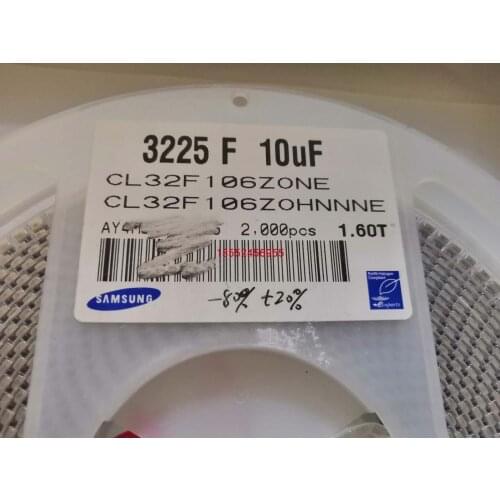 3225 F 10uF
CL32F106ZONE
CL32F106ZOHNNNE
2,000pcs 1.60T
SAMSUNG
-80% +20%